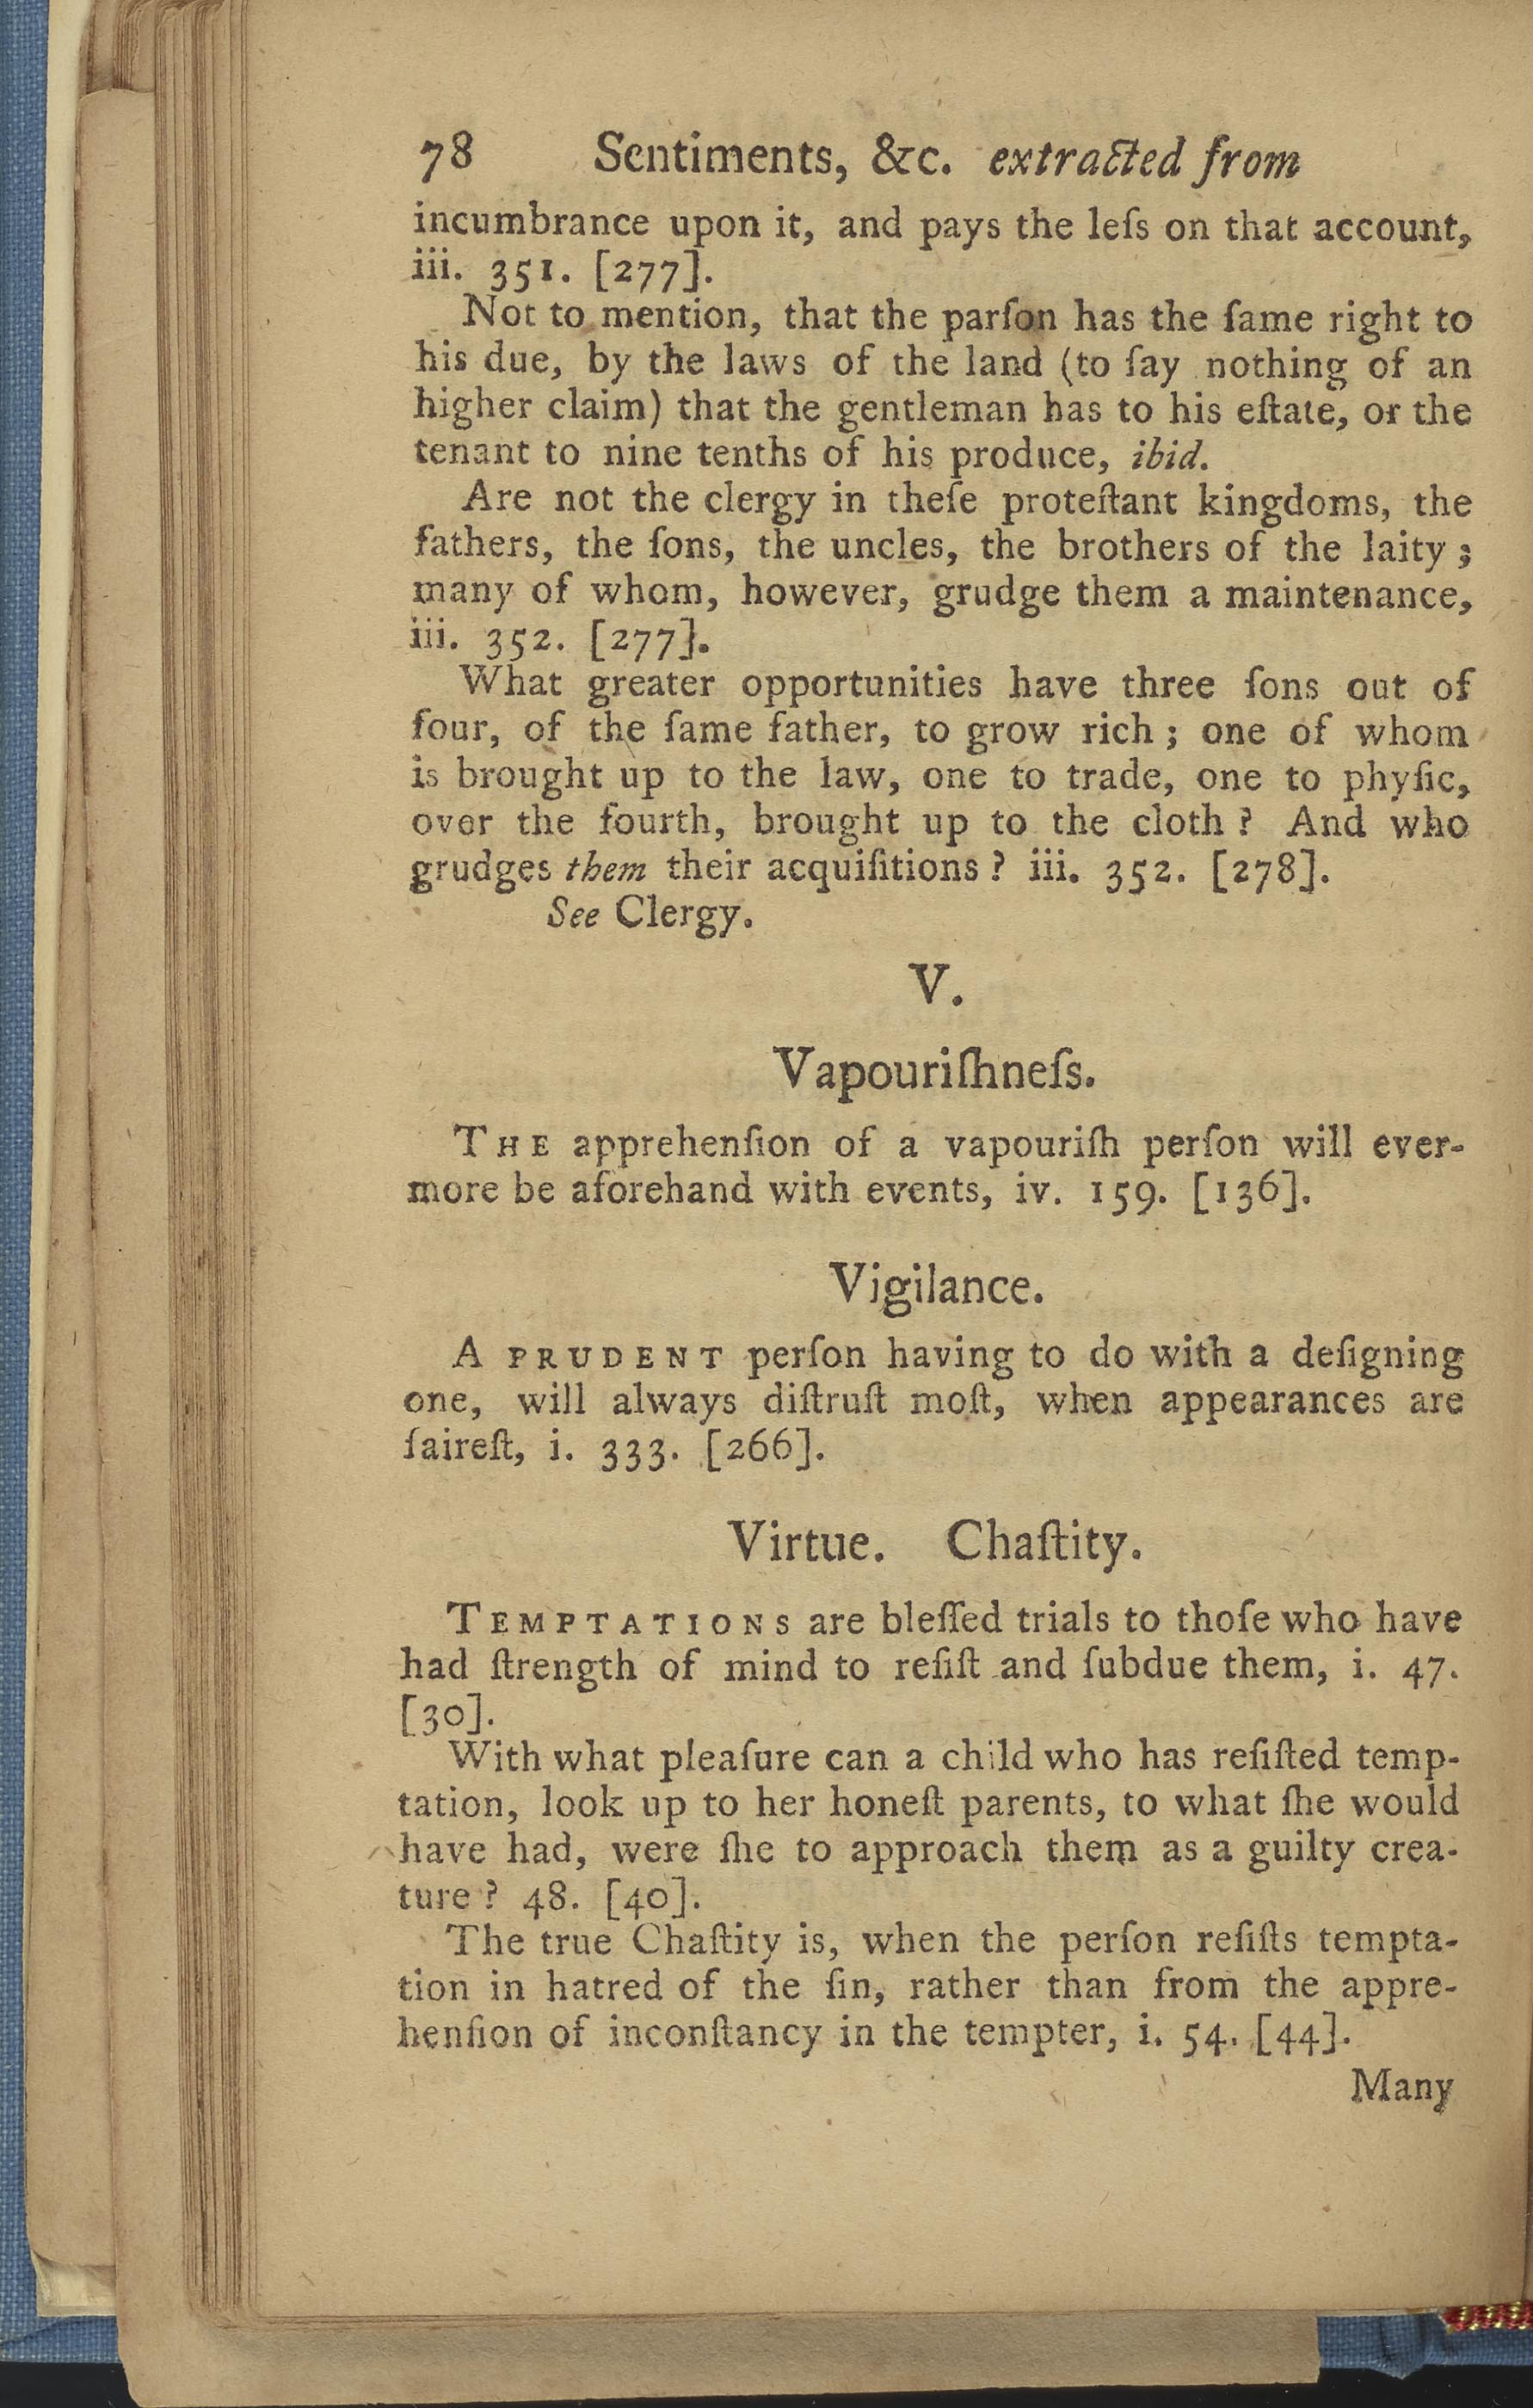 78 Sentiments, &c. extracted from
incumbrance upon it, and pays the leſs on that account,
iii. 351. [277].
Not to mention, that the parſon has the ſame right to
his due, by the laws of the land (to ſay nothing of an
higher claim) that the gentleman has to his eſtate, or the
tenant to nine tenths of his produce, ibid.
Are not the clergy in theſe proteſtant kingdoms, the
fathers, the ſons, the uncles, the brothers of the laity;
many of whom, however, grudge them a maintenance,
iii. 352. [277].
What greater opportunities have three ſons out of
four, of the ſame father, to grow rich; one of whom
is brought up to the law, one to trade, one to phyſic,
over the fourth, brought up to the cloth? And who
grudges them their acquiſitions? iii. 352. [278].
See Clergy.
V.
Vapouriſhneſs.
THE apprehenſion of a vapouriſh perſon will ever-
more be aforehand with events, iv. 159. [136].
Vigilance.
A PRUDENT perſon having to do with a deſigning
one, will always diſtruſt moſt, when appearances are
faireſt, i. 333. [266].
Virtue. Chaſtity.
TEMPTATIONS are bleſſed trials to thoſe who have
had ſtrength of mind to reſiſt and ſubdue them, i. 47.
[30].
With what pleaſure can a child who has reſiſted temp-
tation, look up to her honeſt parents, to what ſhe would
have had, were ſhe to approach them as a guilty crea-
ture? 48. [40].
The true Chaſtity is, when the perſon reſiſts tempta-
tion in hatred of the ſin, rather than from the appre-
henſion of inconſtancy in the tempter, i. 54. [44].
Many